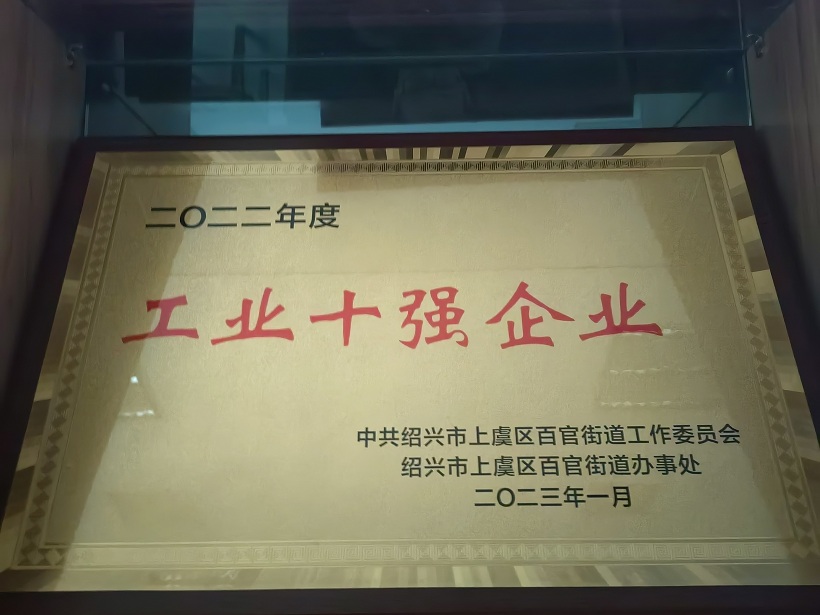 二〇二二年度
工业十强企业
中共绍兴市上虞区百官街道工作委员会
绍兴市上虞区百官街道办事处
二〇二三年一月